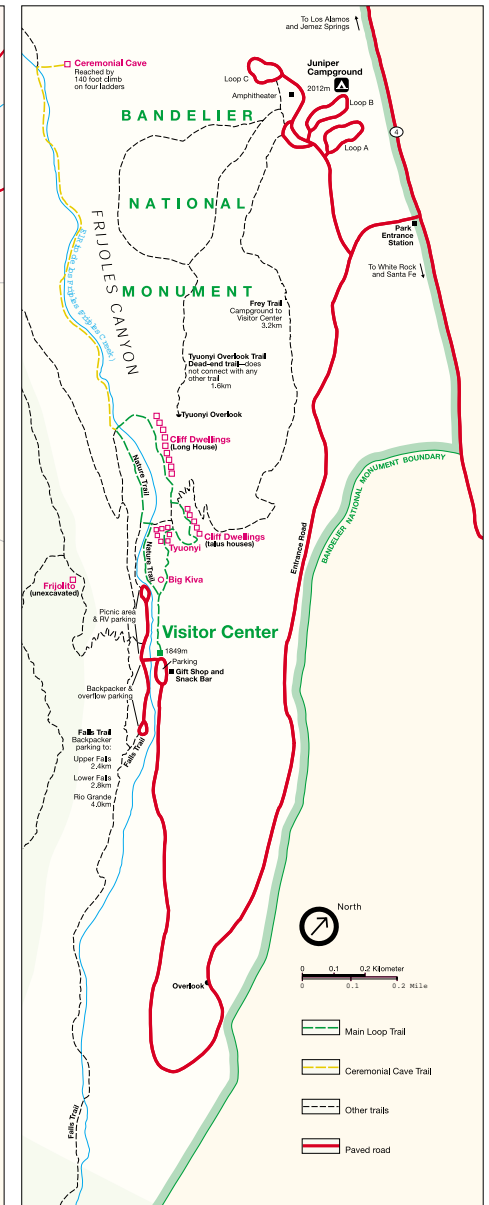 To Los Alamos
and Jemez Springs
Ceremonial Cave
Reached by
140 foot climb
on four ladders
Juniper
Campground
2012m
Loop C
Amphitheater
Loop B
Loop A
4
BANDELIER
NATIONAL
MONUMENT
FRIJOLES CANYON
Park
Entrance
Station
To White Rock
and Santa Fe
Frey Trail
Campground to
Visitor Center
3.2km
Tyuonyi Overlook Trail
Dead-end trail—does
not connect with any
other trail
1.6km
Tyuonyi Overlook
Cliff Dwellings
(Long House)
Nature Trail
BANDELIER NATIONAL MONUMENT BOUNDARY
Cliff Dwellings
(talus houses)
Tyuonyi
Nature Trail
Entrance Road
Big Kiva
Frijolito
(unexcavated)
Picnic area
& RV parking
Visitor Center
1849m
Parking
Gift Shop and
Snack Bar
Backpacker &
overflow parking
Falls Trail
Falls Trail
Backpacker
parking to:
Upper Falls
2.4km
Lower Falls
2.8km
Rio Grande
4.0km
North
0 0.1 0.2 Kilometer
0 0.1 0.2 Mile
Overlook
Main Loop Trail
Ceremonial Cave Trail
Other trails
Paved road
Falls Trail